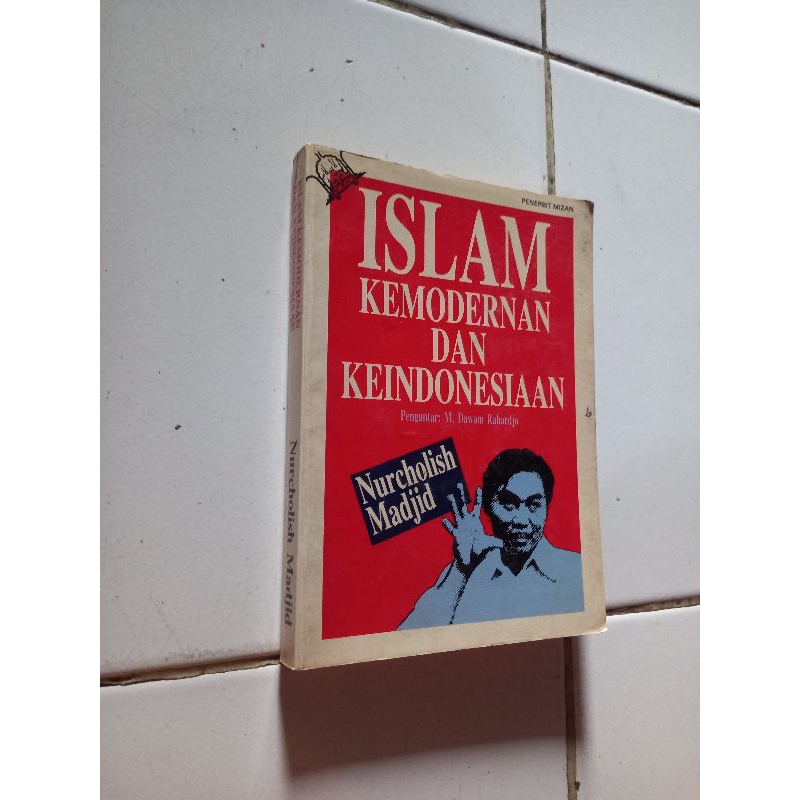 PENERBIT MIZAN
ISLAM
KEMODERNAN
DAN
KEINDONESIAAN
Pengantar: M. Dawam Rahardjo
Nurcholish
Madjid
Nurcholish Madjid